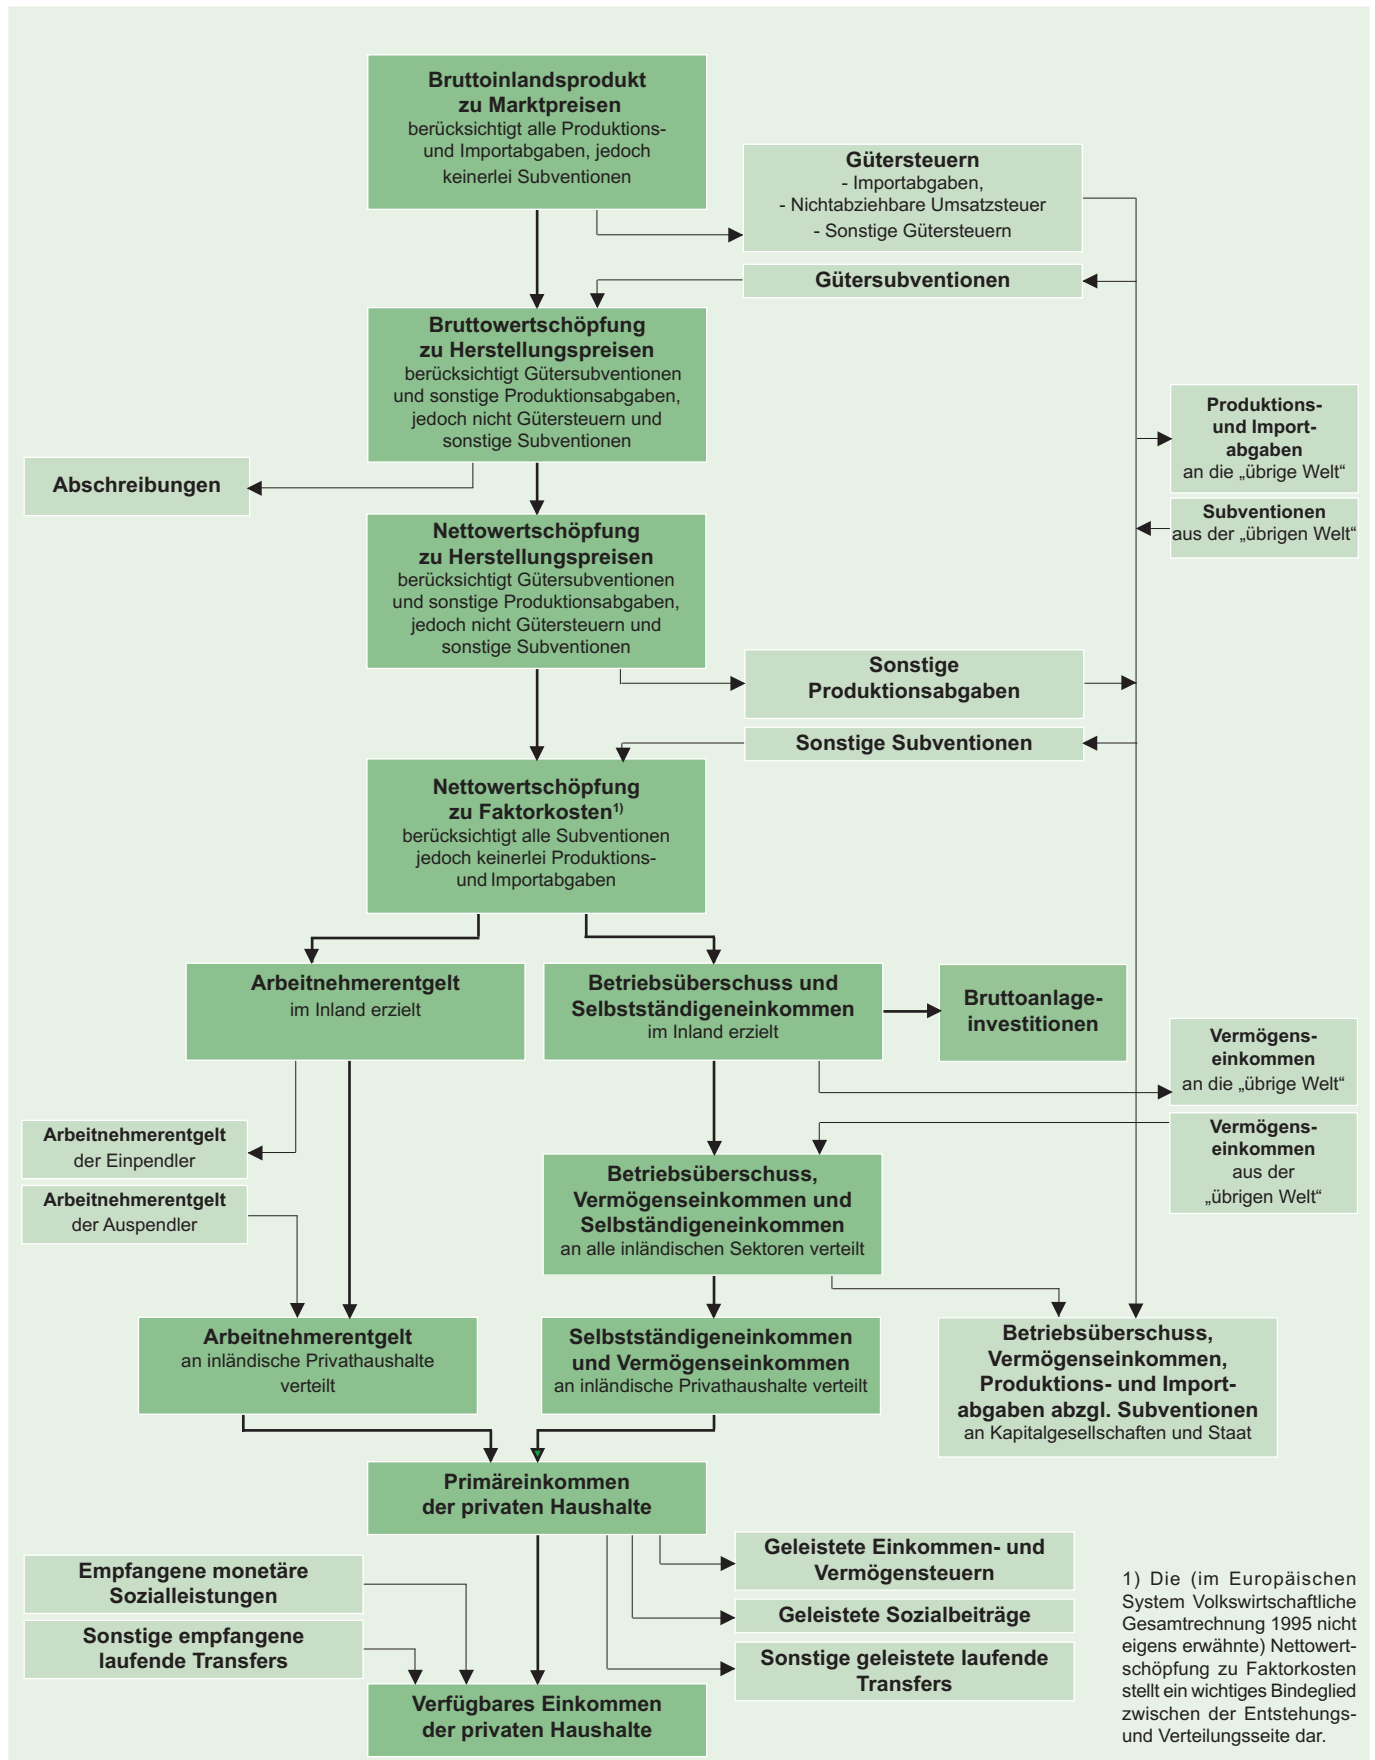 Bruttoinlandsprodukt
zu Marktpreisen
berücksichtigt alle Produktions-
und Importabgaben, jedoch
keinerlei Subventionen
Gütersteuern
- Importabgaben,
- Nichtabziehbare Umsatzsteuer
- Sonstige Gütersteuern
Gütersubventionen
Bruttowertschöpfung
zu Herstellungspreisen
berücksichtigt Gütersubventionen
und sonstige Produktionsabgaben,
jedoch nicht Gütersteuern und
sonstige Subventionen
Produktions-
und Import-
abgaben
an die „übrige Welt“
Abschreibungen
Subventionen
aus der „übrigen Welt“
Nettowertschöpfung
zu Herstellungspreisen
berücksichtigt Gütersubventionen
und sonstige Produktionsabgaben,
jedoch nicht Gütersteuern und
sonstige Subventionen
Sonstige
Produktionsabgaben
Sonstige Subventionen
Nettowertschöpfung
zu Faktorkosten1)
berücksichtigt alle Subventionen
jedoch keinerlei Produktions-
und Importabgaben
Arbeitnehmerentgelt
im Inland erzielt
Betriebsüberschuss und
Selbstständigeneinkommen
im Inland erzielt
Bruttoanlage-
investitionen
Vermögens-
einkommen
an die „übrige Welt“
Arbeitnehmerentgelt
der Einpendler
Vermögens-
einkommen
aus der
„übrigen Welt“
Arbeitnehmerentgelt
der Auspendler
Betriebsüberschuss,
Vermögenseinkommen und
Selbständigeneinkommen
an alle inländischen Sektoren verteilt
Arbeitnehmerentgelt
an inländische Privathaushalte
verteilt
Selbstständigeneinkommen
und Vermögenseinkommen
an inländische Privathaushalte verteilt
Betriebsüberschuss,
Vermögenseinkommen,
Produktions- und Import-
abgaben abzgl. Subventionen
an Kapitalgesellschaften und Staat
Primäreinkommen
der privaten Haushalte
Geleistete Einkommen- und
Vermögensteuern
Empfangene monetäre
Sozialleistungen
Geleistete Sozialbeiträge
Sonstige empfangene
laufende Transfers
Sonstige geleistete laufende
Transfers
Verfügbares Einkommen
der privaten Haushalte
1) Die (im Europäischen
System Volkswirtschaftliche
Gesamtrechnung 1995 nicht
eigens erwähnte) Nettowert-
schöpfung zu Faktorkosten
stellt ein wichtiges Bindeglied
zwischen der Entstehungs-
und Verteilungsseite dar.